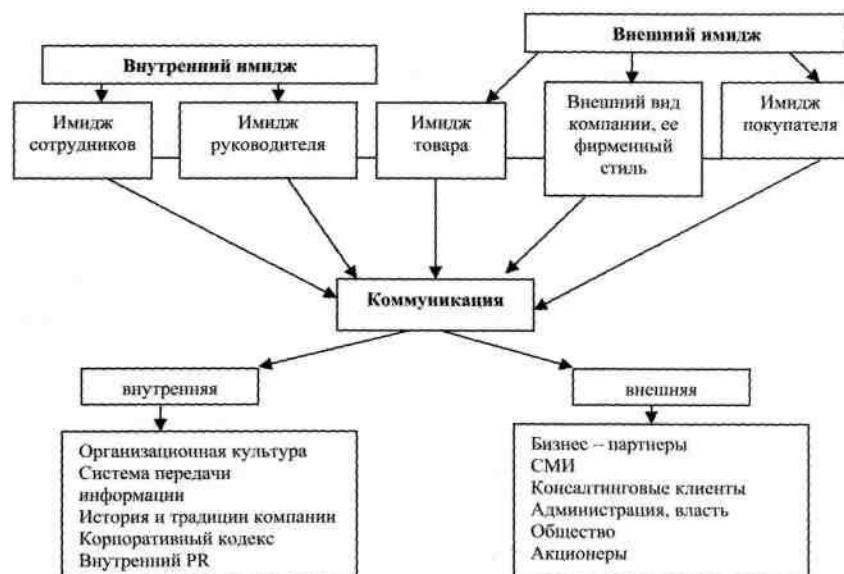 Внешний имидж
Внутренний имидж
Имидж
сотрудников
Имидж
руководителя
Имидж
товара
Внешний вид
компании, ее
фирменный
стиль
Имидж
покупателя
Коммуникация
внутренняя
внешняя
Организационная культура
Система передачи
информации
История и традиции компании
Корпоративный кодекс
Внутренний PR
Бизнес – партнеры
СМИ
Консалтинговые клиенты
Администрация, власть
Общество
Акционеры